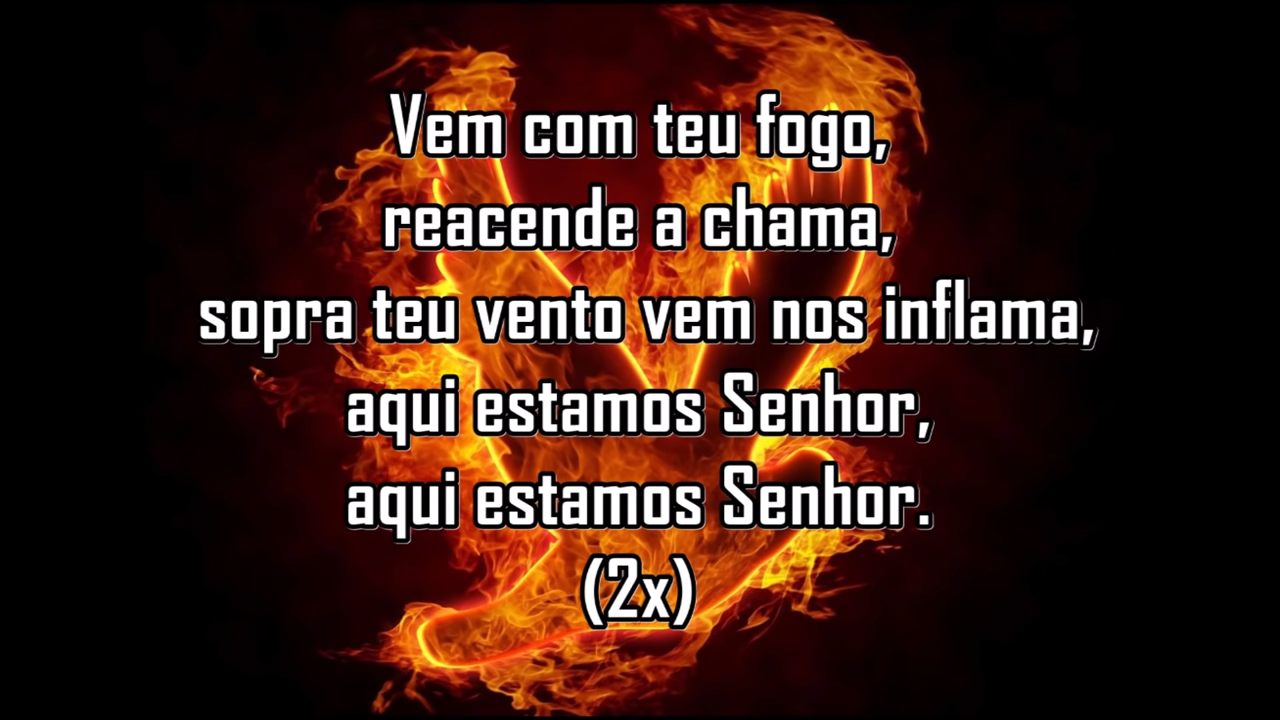 Vem com teu fogo,
reacende a chama,
sopra teu vento vem nos inflama,
aqui estamos Senhor,
aqui estamos Senhor.
(2x)